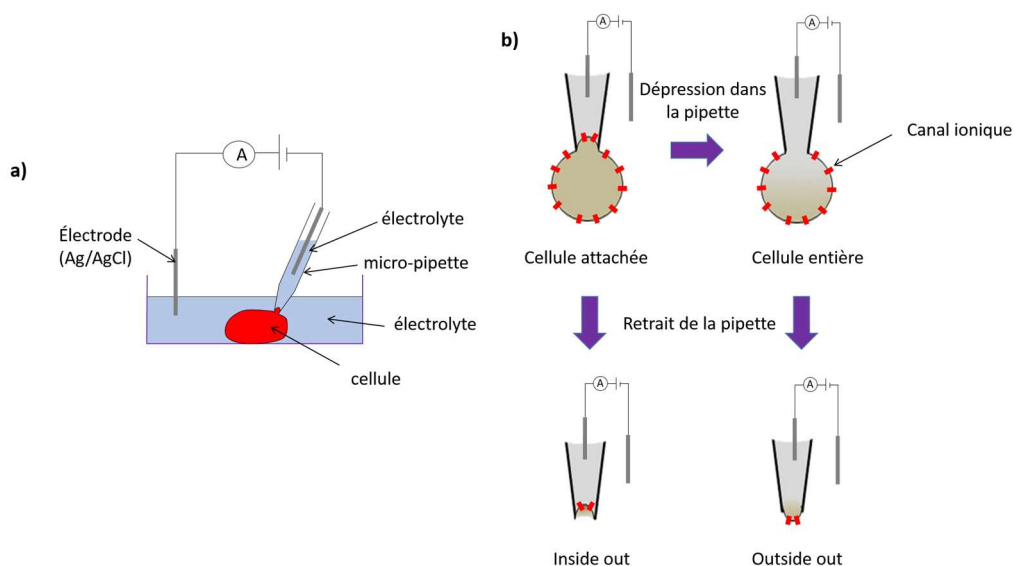 a)
A
Électrode
(Ag/AgCl)
électrolyte
micro-pipette
électrolyte
cellule
b)
A
A
Dépression dans
la pipette
Canal ionique
Cellule attachée
Cellule entière
Retrait de la pipette
A
A
Inside out
Outside out